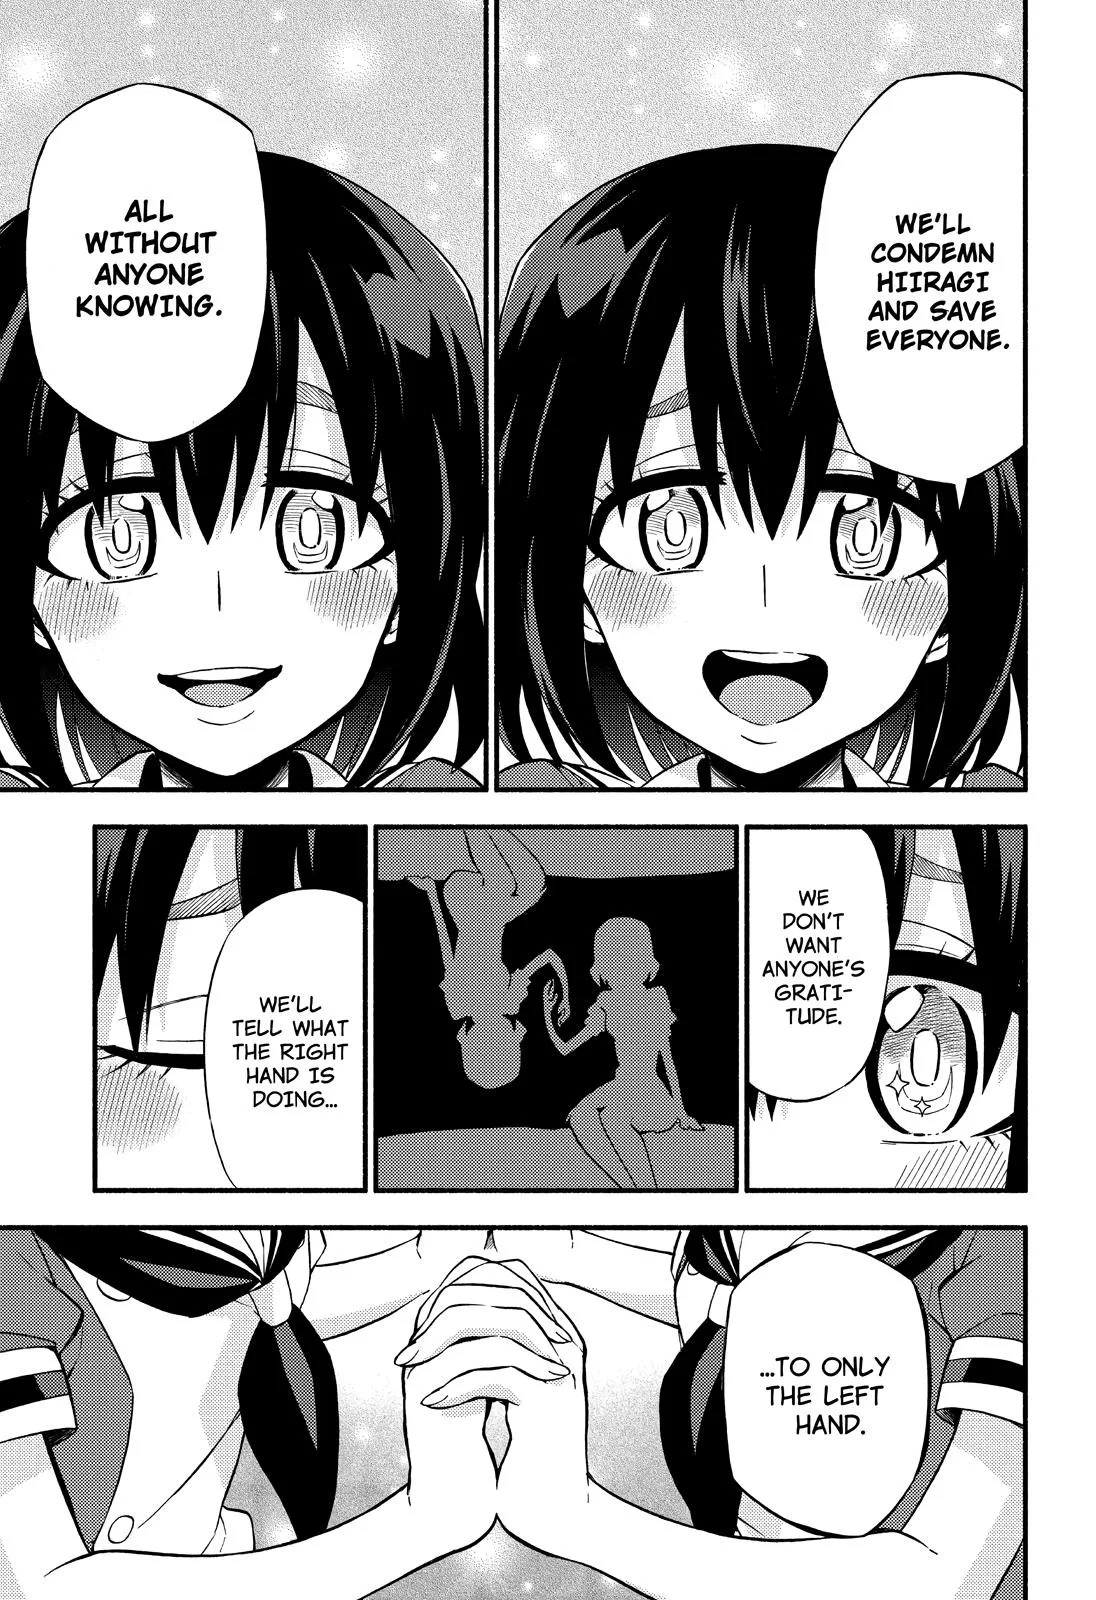 WE'LL
CONDEMN
HIIRAGI
AND SAVE
EVERYONE.
ALL
WITHOUT
ANYONE
KNOWING.
WE
DON'T
WANT
ANYONE'S
GRATI-
TUDE.
WE'LL
TELL WHAT
THE RIGHT
HAND IS
DOING...
...TO ONLY
THE LEFT
HAND.